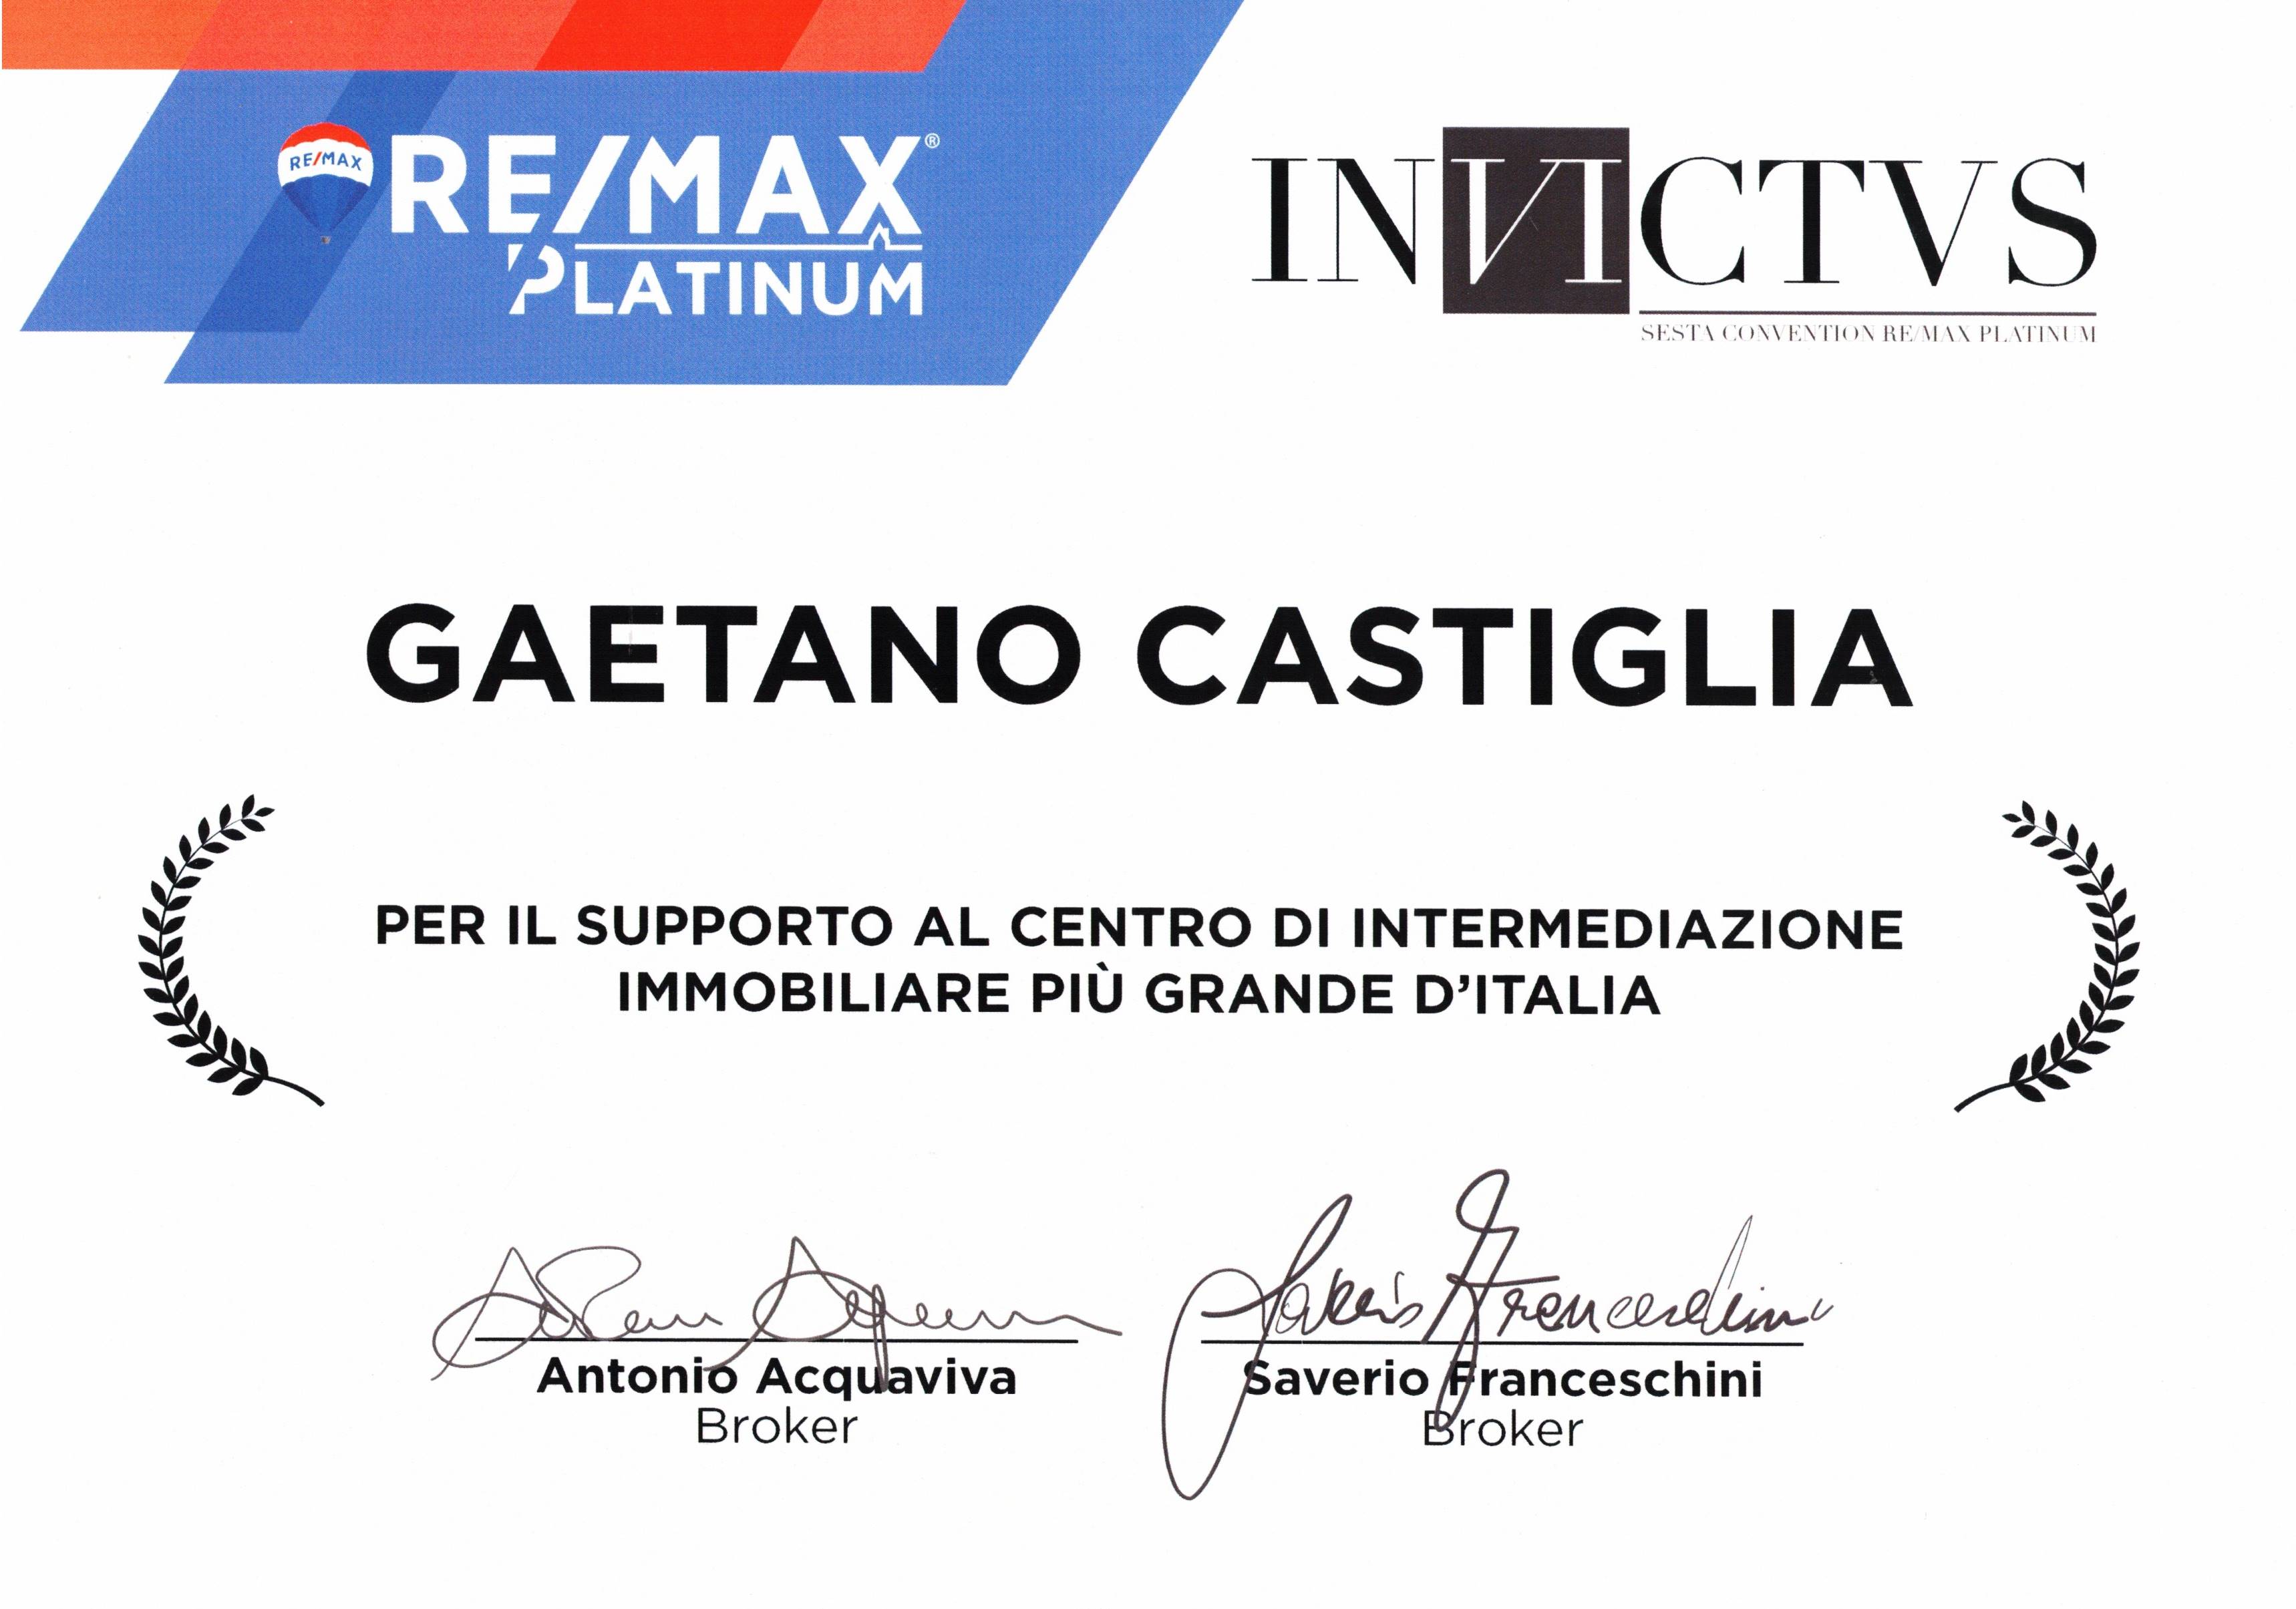 RE/MAX
RE/MAX®
PLATINUM
INVICTVS
SESTA CONVENTION RE/MAX PLATINUM
GAETANO CASTIGLIA
PER IL SUPPORTO AL CENTRO DI INTERMEDIAZIONE
IMMOBILIARE PIÙ GRANDE D'ITALIA
Antonio Acquaviva
Broker
Saverio Franceschini
Broker